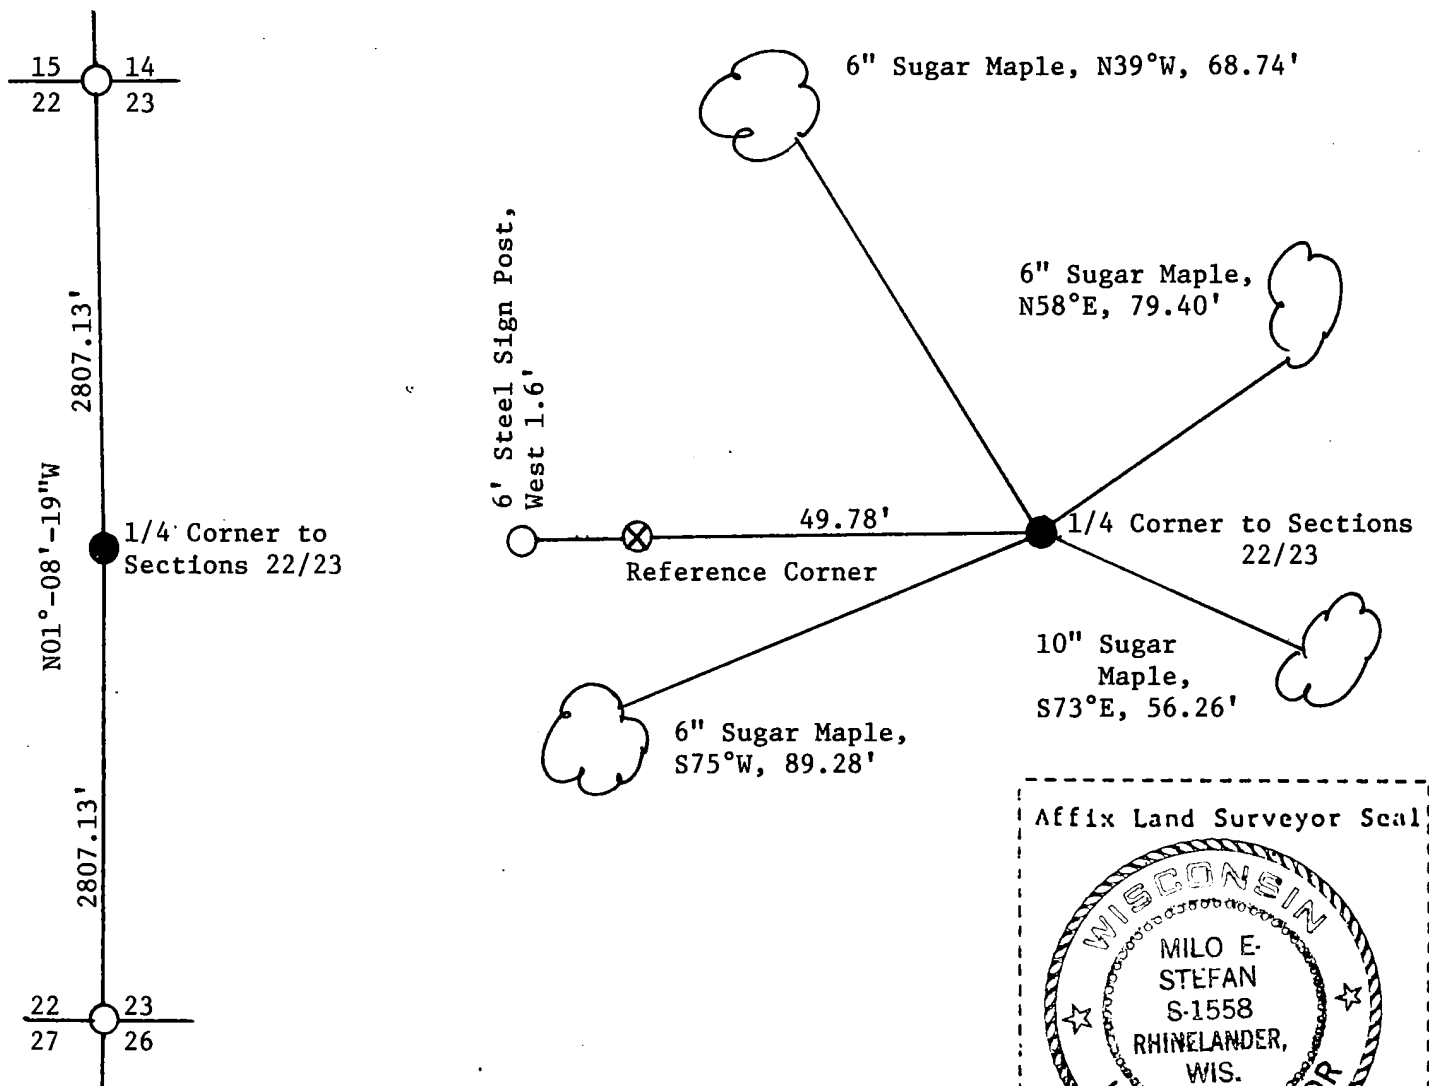 15 14
22 23
2807.13'
N01°-08'-19"W
1/4 Corner to
Sections 22/23
2807.13'
22 23
27 26
6" Sugar Maple, N39°W, 68.74'
6" Sugar Maple,
N58°E, 79.40'
6' Steel Sign Post,
West 1.6'
49.78'
Reference Corner
1/4 Corner to Sections
22/23
10" Sugar
Maple,
S73°E, 56.26'
6" Sugar Maple,
S75°W, 89.28'
Affix Land Surveyor Seal
WISCONSIN
MILO E.
STEFAN
S-1558
RHINELANDER,
WIS.